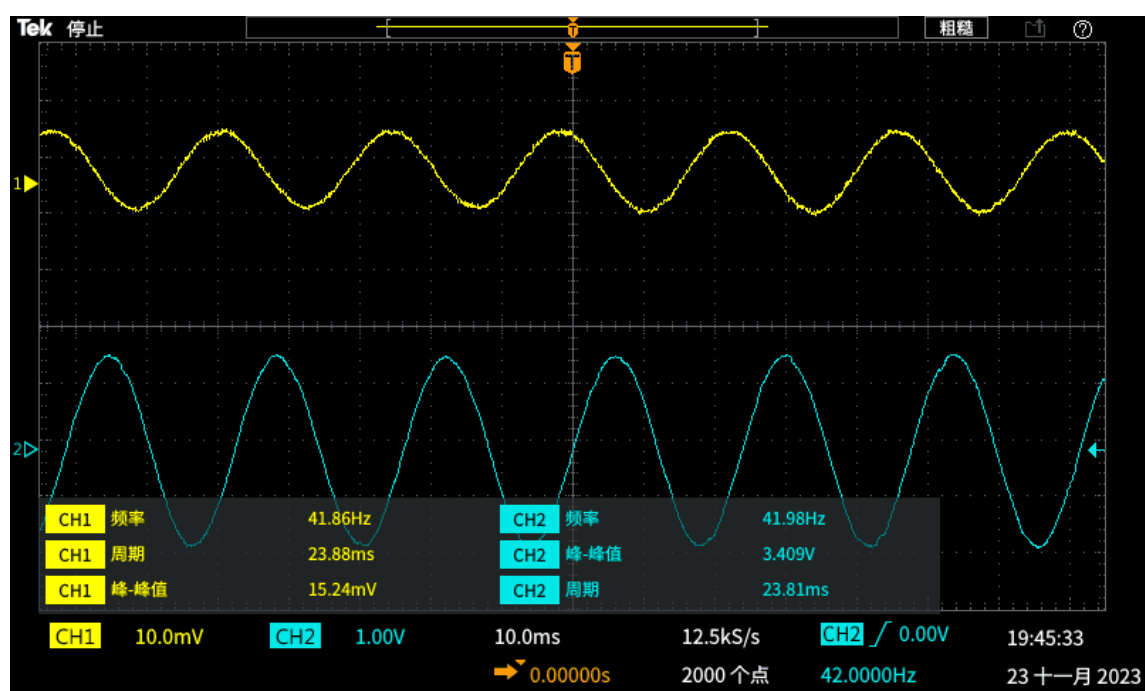 Tek 停止 T 粗糙 ?
T
1
2
CH1 频率 41.86Hz CH2 频率 41.98Hz
CH1 周期 23.88ms CH2 峰-峰值 3.409V
CH1 峰-峰值 15.24mV CH2 周期 23.81ms
CH1 10.0mV CH2 1.00V 10.0ms 12.5kS/s CH2 0.00V 19:45:33
0.00000s 2000 个点 42.0000Hz 23 十一月 2023